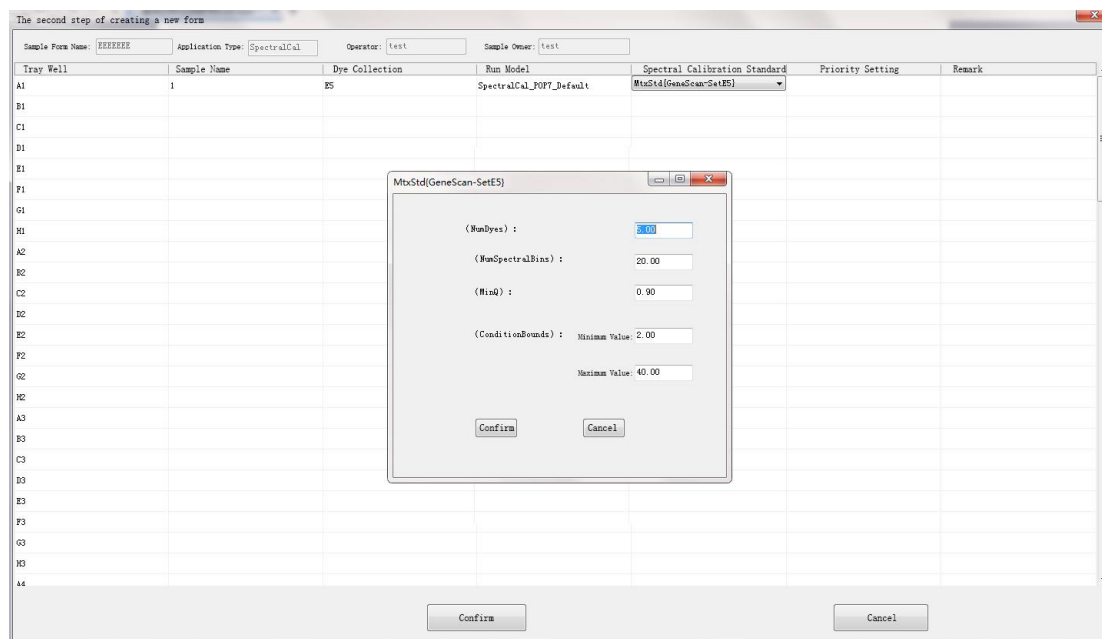 The second step of creating a new form
Sample Form Name: EEEEEEE Application Type: SpectralCal Operator: test Sample Owner: test
Tray Well Sample Name Dye Collection Run Model Spectral Calibration Standard Priority Setting Remark
A1 1 E5 SpectralCal_POP7_Default MtxStd{GeneScan-SetE5}
B1
C1
D1
E1
F1
G1
H1
A2
B2
C2
D2
E2
F2
G2
H2
A3
B3
C3
D3
E3
F3
G3
H3
A4
MtxStd{GeneScan-SetE5}
(NumDyes) : 5.00
(NumSpectralBins) : 20.00
(MinQ) : 0.90
(ConditionBounds) : Minimum Value: 2.00
Maximum Value: 40.00
Confirm Cancel
Confirm Cancel